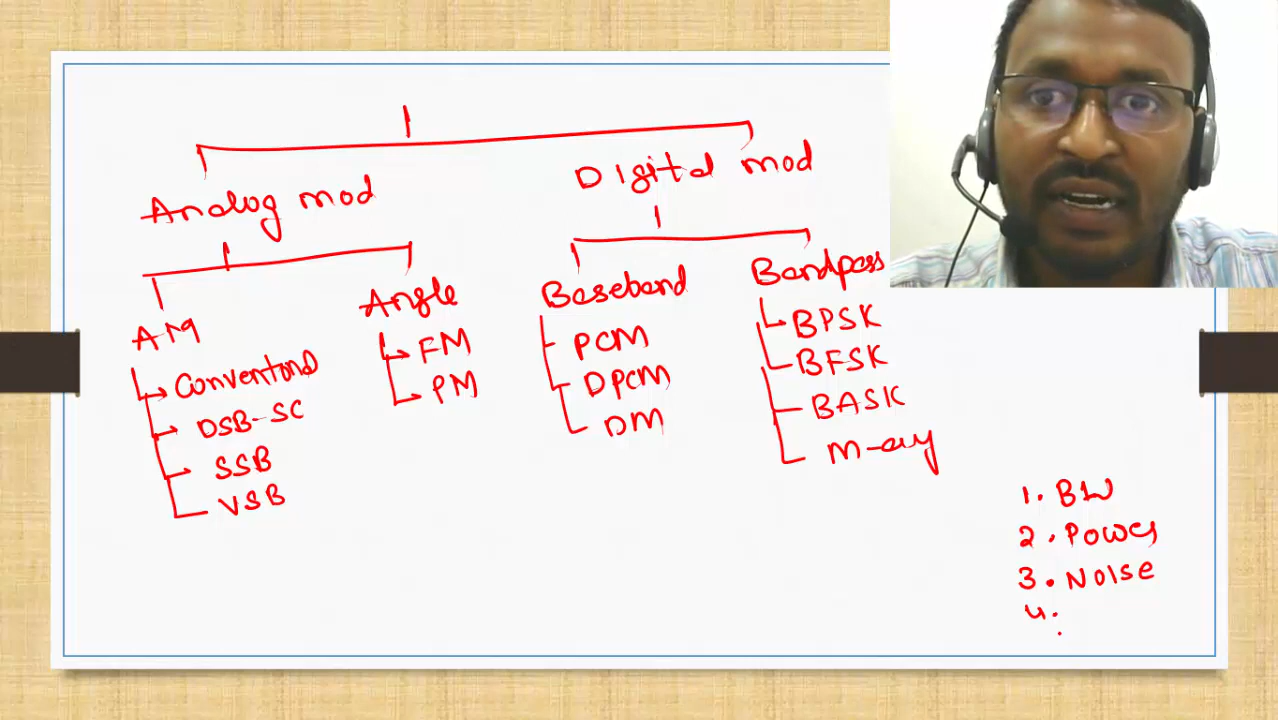 Analog mod
Digital mod
AM
Angle
Baseband
Bandpass
Conventonal
DSB-SC
SSB
VSB
FM
PM
PCM
DPCM
DM
BPSK
BFSK
BASK
M-ary
1. BW
2. Power
3. Noise
4.